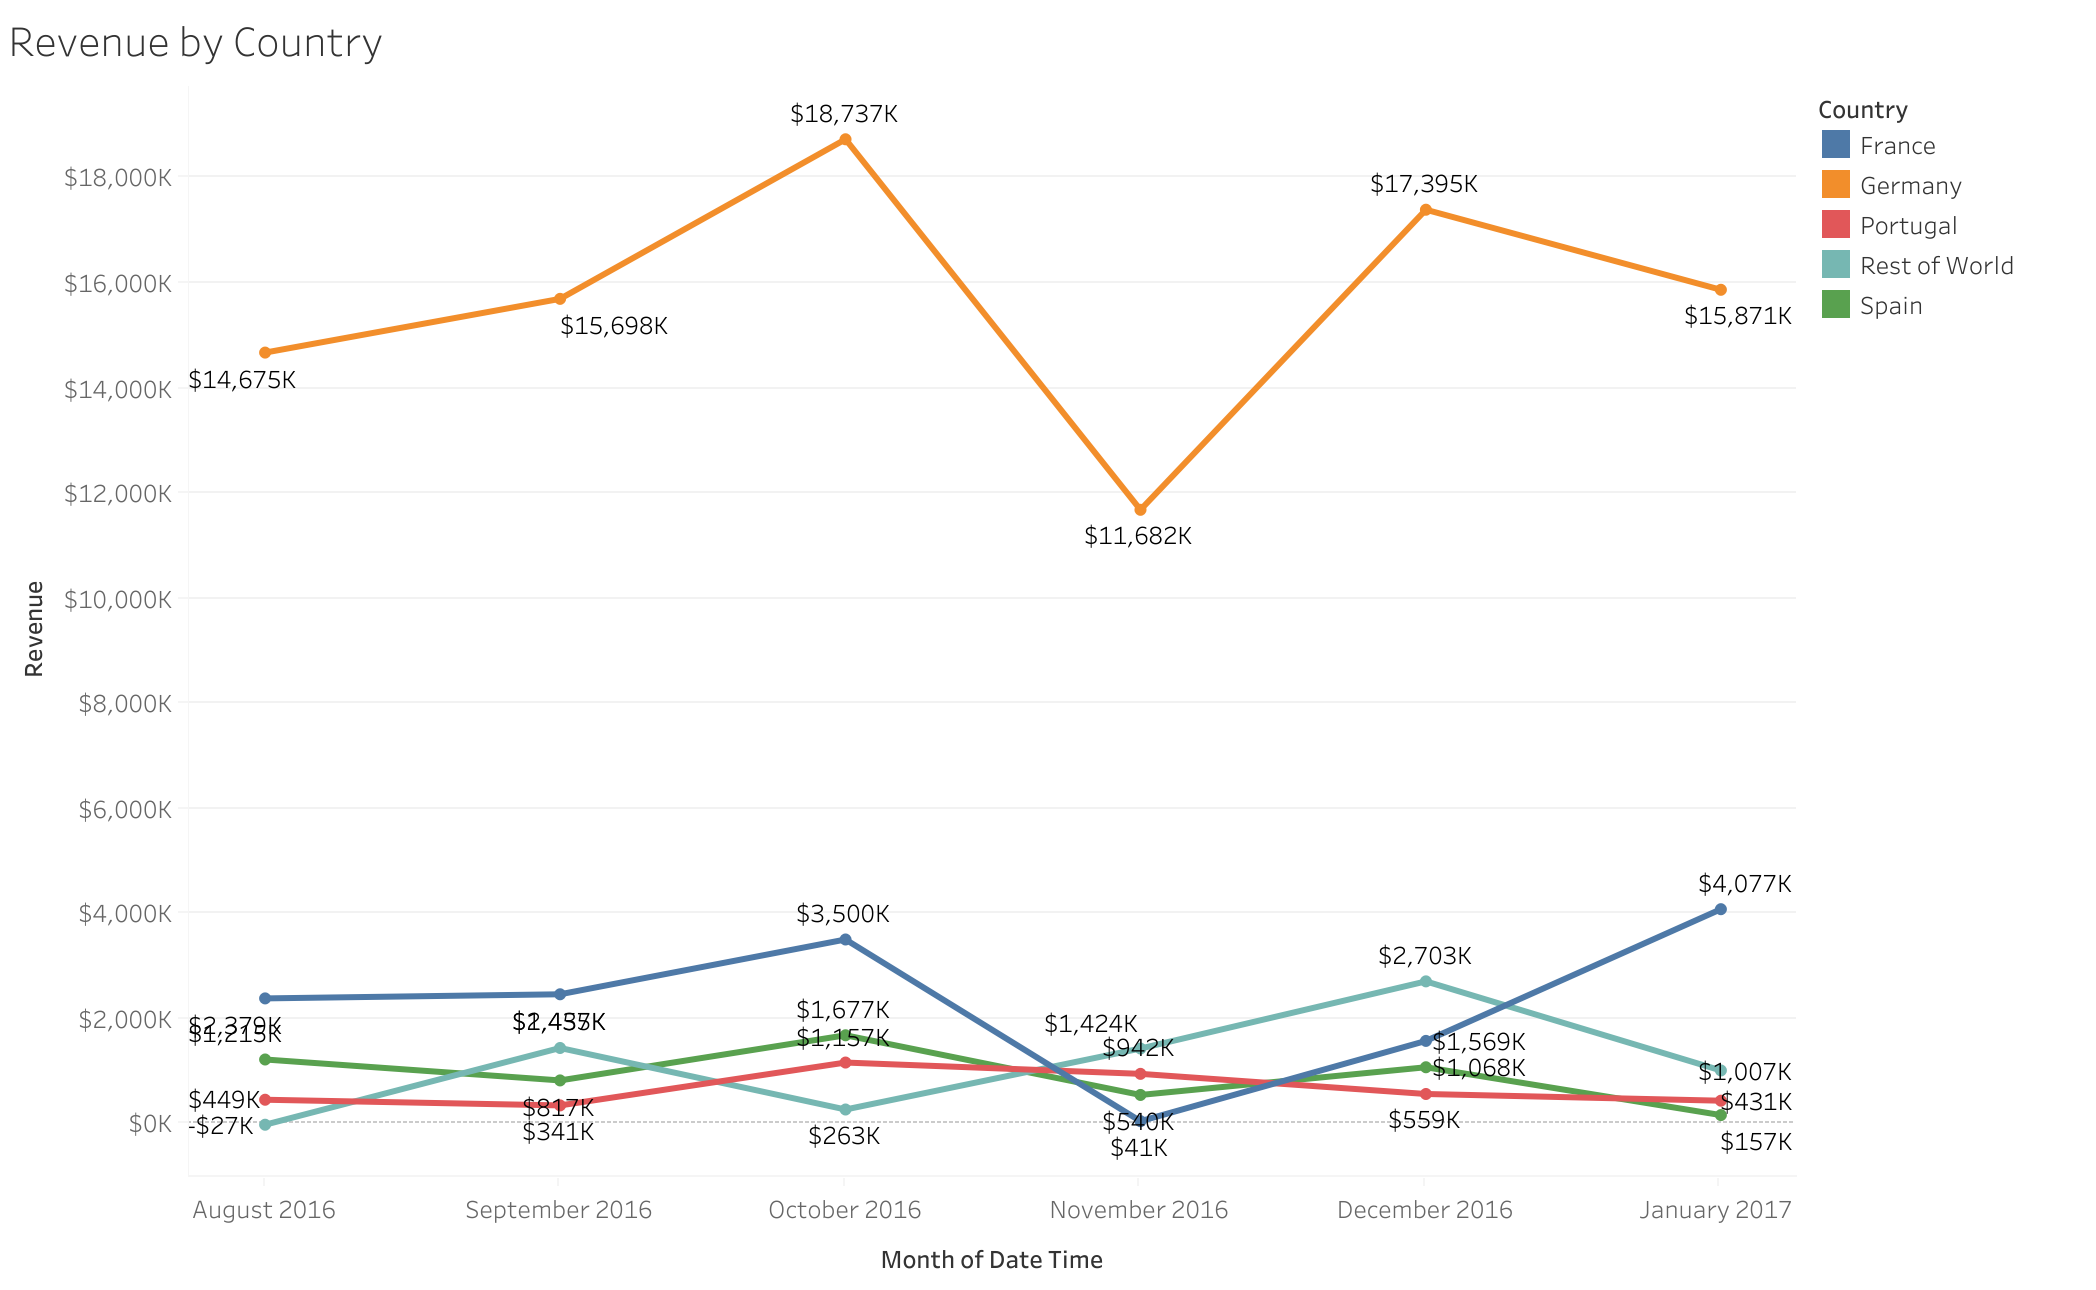 Revenue by Country
$18,737K
Country
France
Germany
Portugal
Rest of World
Spain
$18,000K
$17,395K
$16,000K
$15,698K
$15,871K
$14,675K
$14,000K
$12,000K
$11,682K
$10,000K
Revenue
$8,000K
$6,000K
$4,077K
$4,000K
$3,500K
$2,703K
$2,000K
$2,379K
$1,215K
$1,677K
$1,157K
$1,424K
$942K
$1,569K
$1,068K
$1,007K
$449K
$817K
$431K
$0K
-$27K
$341K
$263K
$540K
$41K
$559K
$157K
August 2016
September 2016
October 2016
November 2016
December 2016
January 2017
Month of Date Time